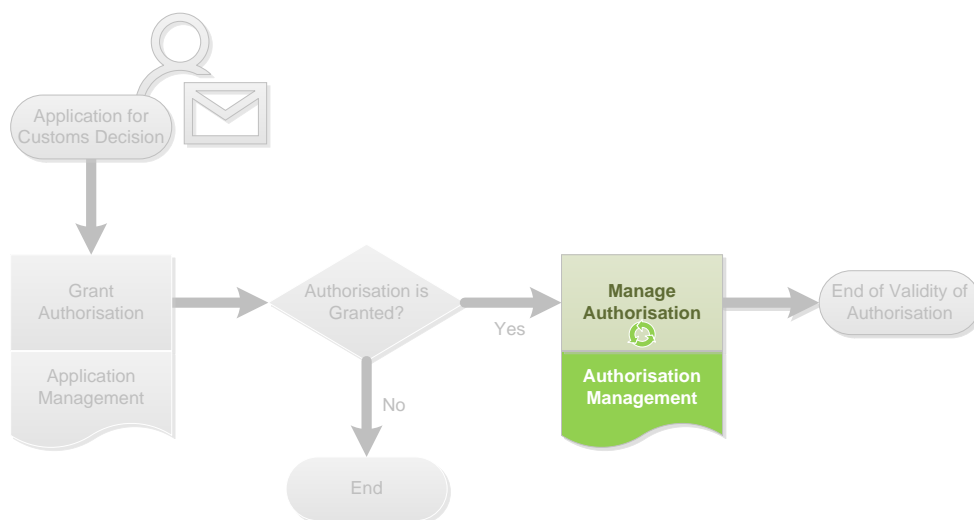 Application for
Customs Decision
Grant
Authorisation
Application
Management
Authorisation is
Granted?
Yes
No
End
Manage
Authorisation
Authorisation
Management
End of Validity of
Authorisation